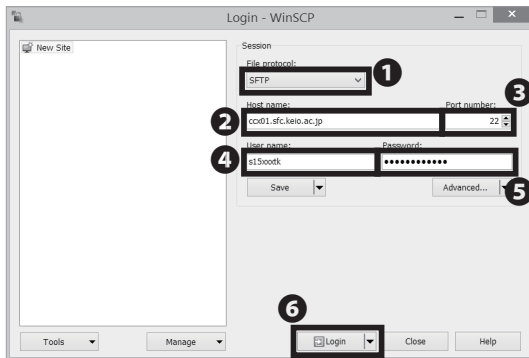 Login - WinSCP
New Site
Session
File protocol:
SFTP
1
3
Host name:
Port number:
2
ccx01.sfc.keio.ac.jp
22
User name:
Password:
4
s15xxxtk
••••••••••••
Save
Advanced...
5
6
Tools
Manage
Login
Close
Help